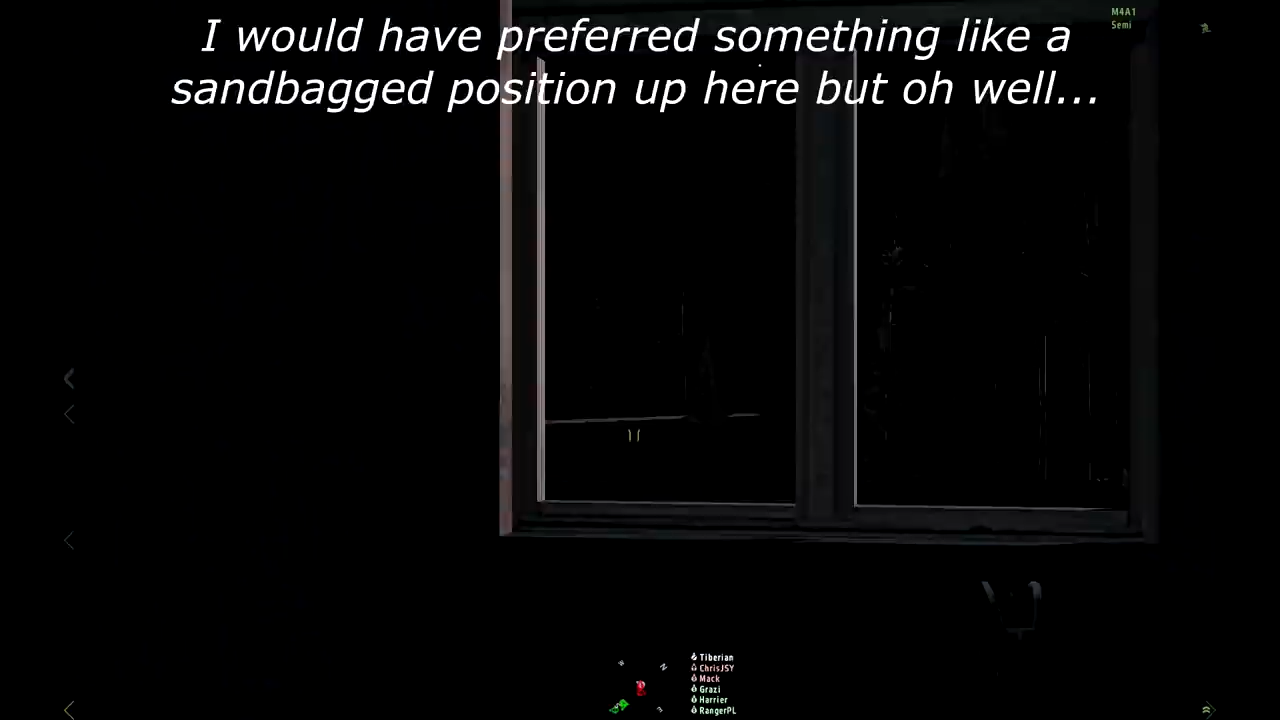 I would have preferred something like a
sandbagged position up here but oh well...
M4A1
Semi
Tiberian
ChrisJSY
Mack
Grazi
Harrier
RangerPL